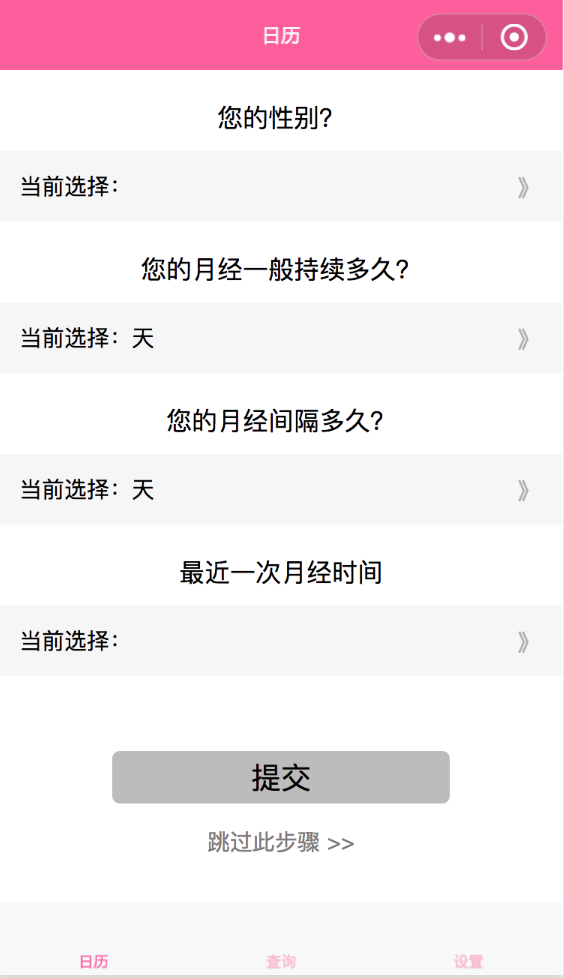 日历
您的性别?
当前选择： 》
您的月经一般持续多久?
当前选择：天 》
您的月经间隔多久?
当前选择：天 》
最近一次月经时间
当前选择： 》
提交
跳过此步骤 >>
日历 查询 设置